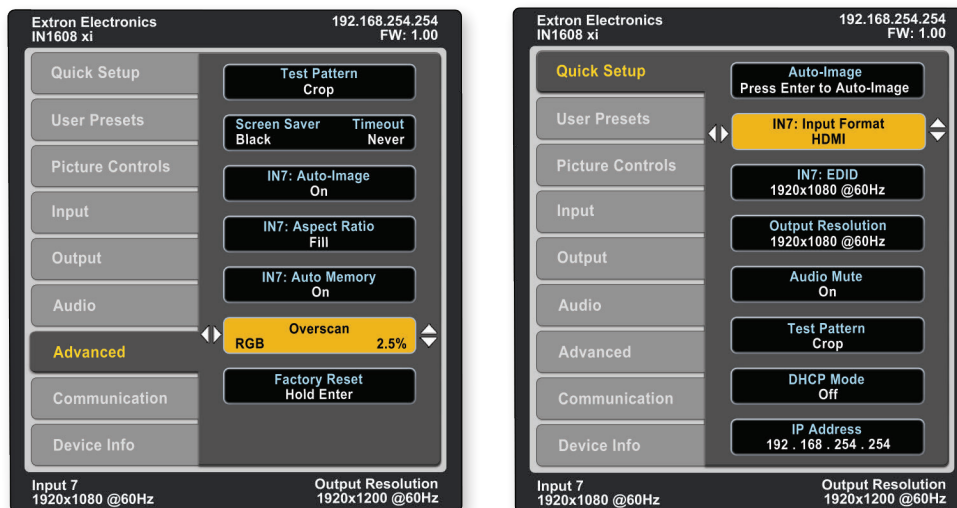 Extron Electronics 192.168.254.254
IN1608 xi FW: 1.00
Quick Setup
User Presets
Picture Controls
Input
Output
Audio
Advanced
Communication
Device Info
Test Pattern
Crop
Screen Saver Timeout
Black Never
IN7: Auto-Image
On
IN7: Aspect Ratio
Fill
IN7: Auto Memory
On
Overscan
RGB 2.5%
Factory Reset
Hold Enter
Input 7 Output Resolution
1920x1080 @60Hz 1920x1200 @60Hz
Extron Electronics 192.168.254.254
IN1608 xi FW: 1.00
Quick Setup
User Presets
Picture Controls
Input
Output
Audio
Advanced
Communication
Device Info
Auto-Image
Press Enter to Auto-Image
IN7: Input Format
HDMI
IN7: EDID
1920x1080 @60Hz
Output Resolution
1920x1080 @60Hz
Audio Mute
On
Test Pattern
Crop
DHCP Mode
Off
IP Address
192 . 168 . 254 . 254
Input 7 Output Resolution
1920x1080 @60Hz 1920x1200 @60Hz